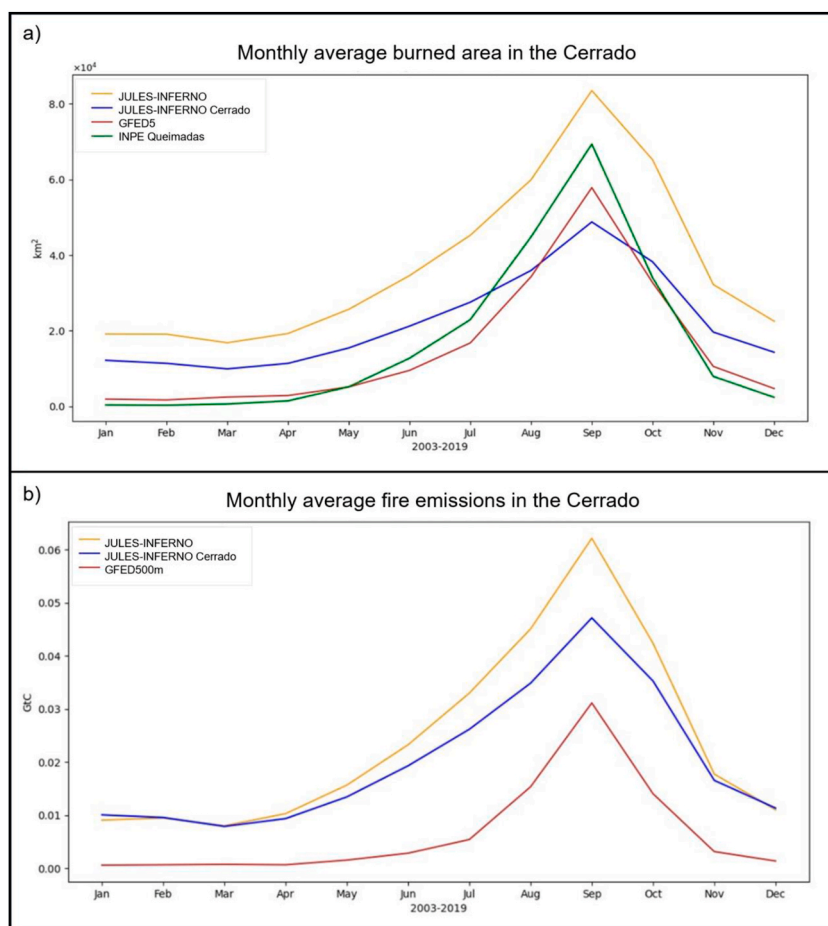 a)
Monthly average burned area in the Cerrado
×10⁴
JULES-INFERNO
JULES-INFERNO Cerrado
GFED5
INPE Queimadas
8.0
6.0
4.0
2.0
0.0
km²
Jan Feb Mar Apr May Jun Jul Aug Sep Oct Nov Dec
2003-2019
b)
Monthly average fire emissions in the Cerrado
JULES-INFERNO
JULES-INFERNO Cerrado
GFED500m
0.06
0.05
0.04
0.03
0.02
0.01
0.00
GtC
Jan Feb Mar Apr May Jun Jul Aug Sep Oct Nov Dec
2003-2019